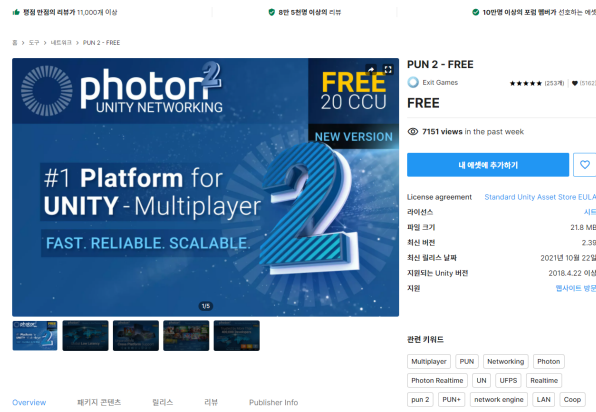 평점 만점의 리뷰가 11,000개 이상
8만 5천명 이상의 리뷰
10만명 이상의 포럼 멤버가 선호하는 에셋
홈 > 도구 > 네트워크 > PUN 2 - FREE
photon 2
UNITY NETWORKING
FREE
20 CCU
NEW VERSION
#1 Platform for
UNITY - Multiplayer
2
FAST. RELIABLE. SCALABLE.
1/5
PUN 2 - FREE
Exit Games
★★★★★ (253개) | (5162)
FREE
7151 views in the past week
내 에셋에 추가하기
License agreement Standard Unity Asset Store EULA
라이선스 시트
파일 크기 21.8 MB
최신 버전 2.39
최신 릴리스 날짜 2021년 10월 22일
지원되는 Unity 버전 2018.4.22 이상
지원 웹사이트 방문
관련 키워드
Multiplayer PUN Networking Photon
Photon Realtime UN UFPS Realtime
pun 2 PUN+ network engine LAN Coop
Overview 패키지 콘텐츠 릴리스 리뷰 Publisher Info